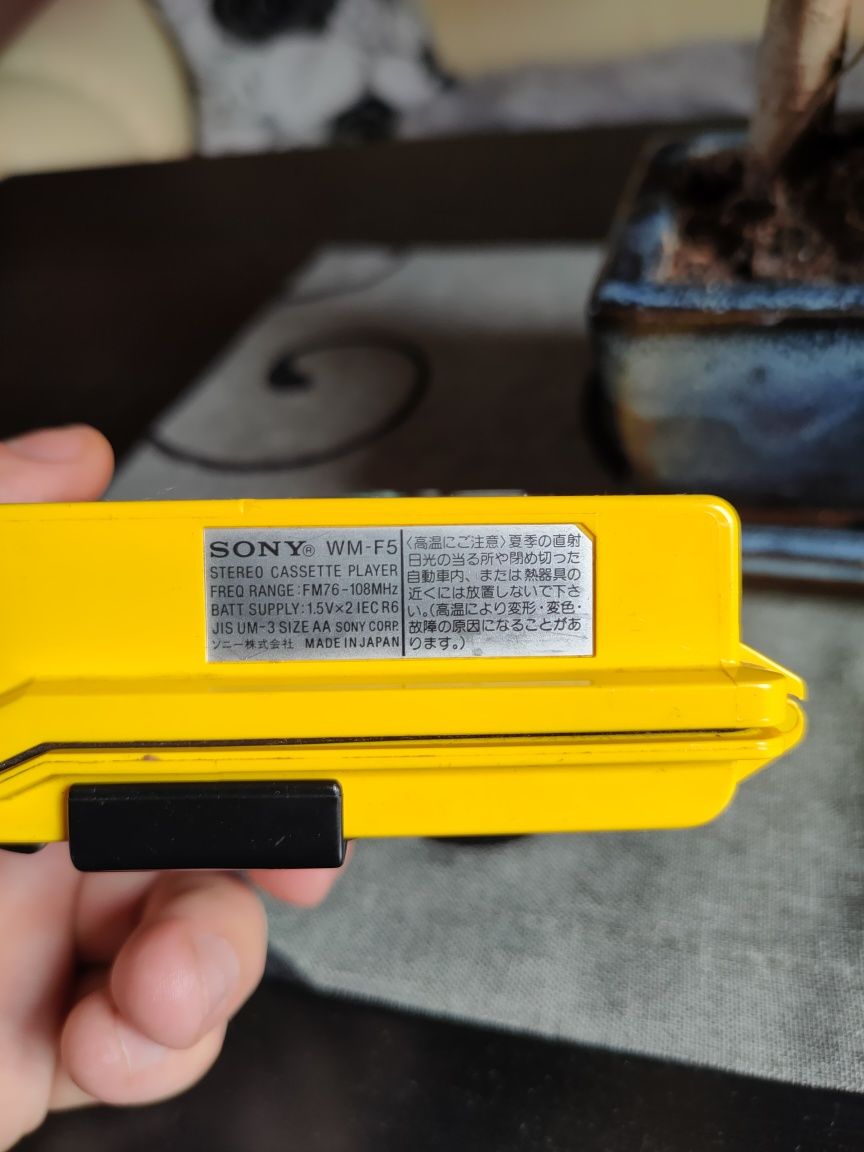 SONY® WM-F5
STEREO CASSETTE PLAYER
FREQ RANGE:FM76-108MHz
BATT SUPPLY:1.5V×2 IEC R6
JIS UM-3 SIZE AA SONY CORP.
ソニー株式会社 MADE IN JAPAN
〈高温にご注意〉夏季の直射
日光の当る所や閉め切った
自動車内、または熱器具の
近くには放置しないで下さ
い。(高温により変形・変色・
故障の原因になることがあ
ります。)